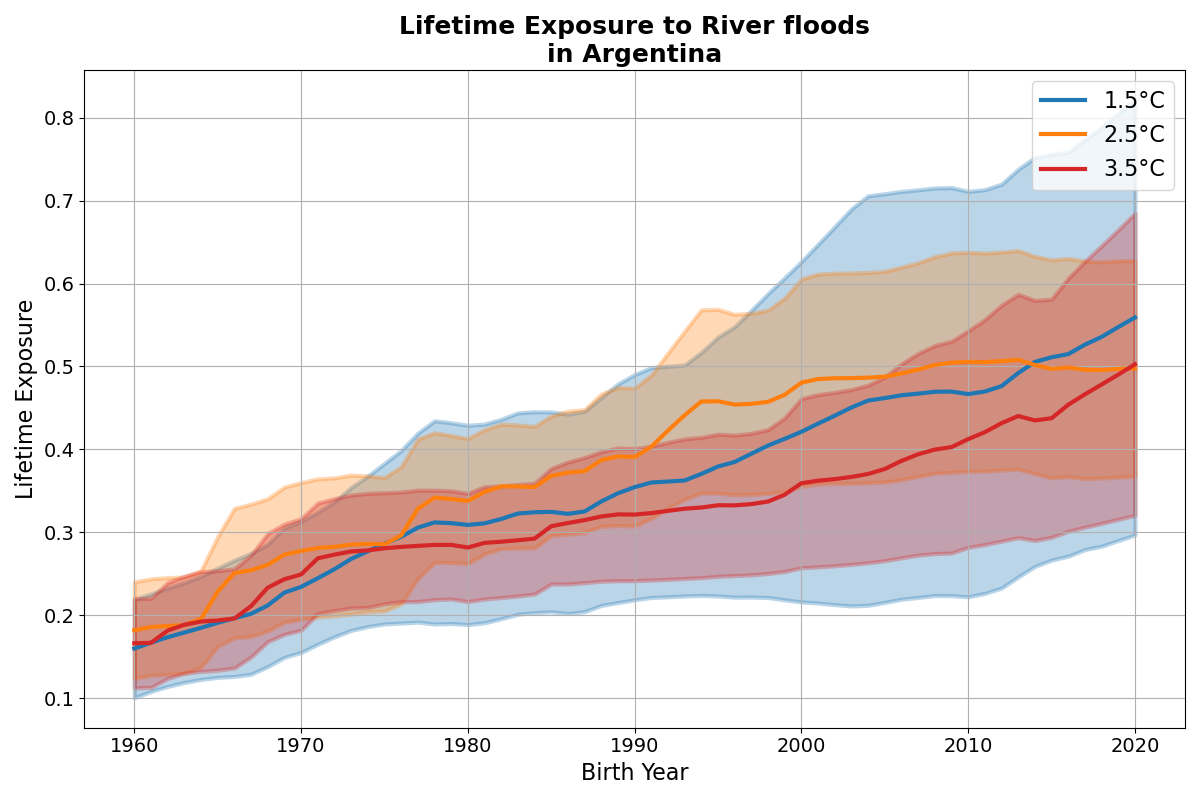 Lifetime Exposure to River floods
in Argentina
1.5°C
2.5°C
3.5°C
Lifetime Exposure
0.8
0.7
0.6
0.5
0.4
0.3
0.2
0.1
1960 1970 1980 1990 2000 2010 2020
Birth Year